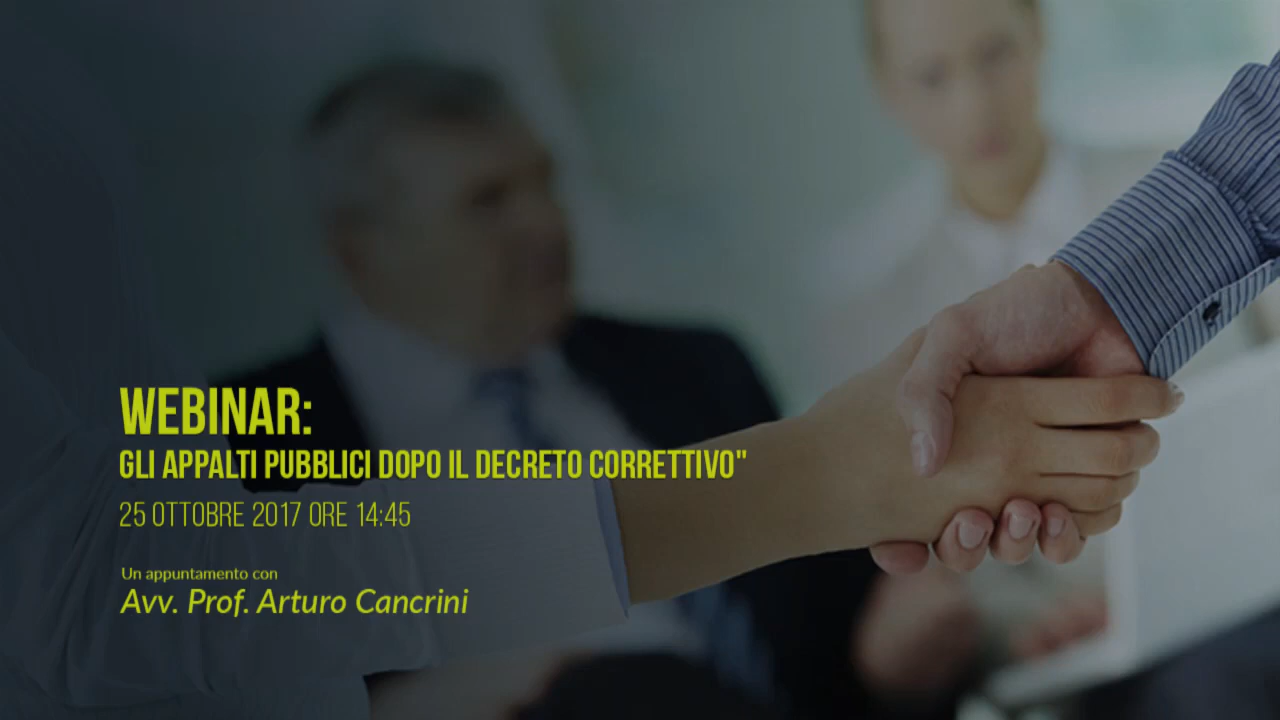 WEBINAR:
GLI APPALTI PUBBLICI DOPO IL DECRETO CORRETTIVO"
25 OTTOBRE 2017 ORE 14:45
Un appuntamento con
Avv. Prof. Arturo Cancrini